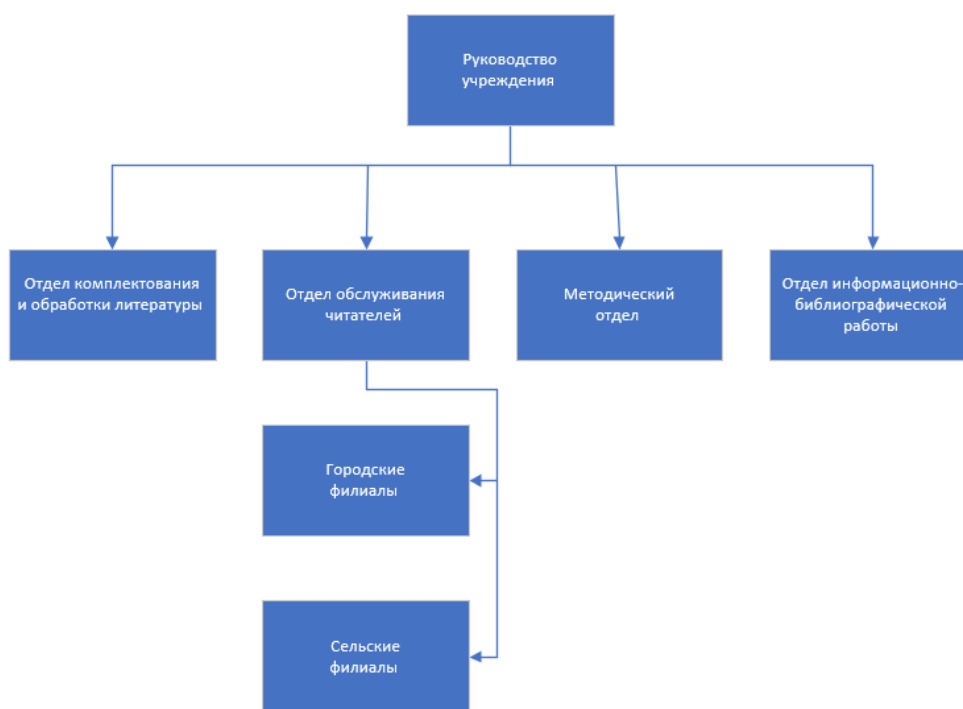 Руководство
учреждения
Отдел комплектования
и обработки литературы
Отдел обслуживания
читателей
Методический
отдел
Отдел информационно-
библиографической
работы
Городские
филиалы
Сельские
филиалы